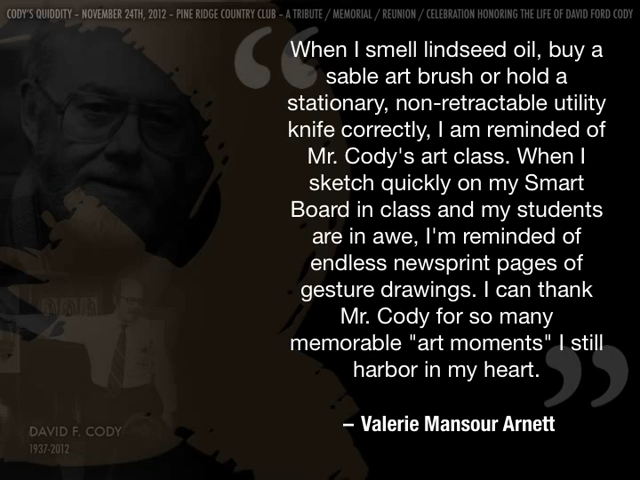 CODY'S QUIDDITY – NOVEMBER 24TH, 2012 – PINE RIDGE COUNTRY CLUB – A TRIBUTE / MEMORIAL / REUNION / CELEBRATION HONORING THE LIFE OF DAVID FORD CODY
“
When I smell lindseed oil, buy a
sable art brush or hold a
stationary, non-retractable utility
knife correctly, I am reminded of
Mr. Cody's art class. When I
sketch quickly on my Smart
Board in class and my students
are in awe, I'm reminded of
endless newsprint pages of
gesture drawings. I can thank
Mr. Cody for so many
memorable "art moments" I still
harbor in my heart.
”
– Valerie Mansour Arnett
DAVID F. CODY
1937-2012